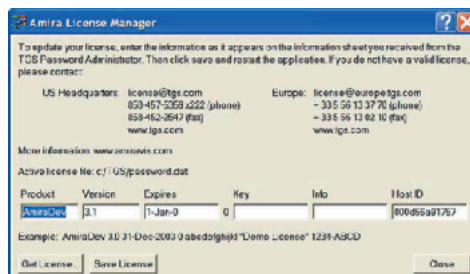 Amira License Manager
To update your license, enter the information as it appears on the information sheet you received from the
TGS Password Administrator. Then click save and restart the application. If you do not have a valid license,
please contact:
US Headquarters: license@tgs.com Europe: license@europe.tgs.com
858-457-5359 x222 (phone) + 33 5 56 13 37 70 (phone)
858-452-2547 (fax) + 33 5 56 13 02 10 (fax)
www.tgs.com www.tgs.com
More information: www.amiravis.com
Active license file: c:/TGS/password.dat
Product Version Expires Key Info Host ID
AmiraDev 3.1 1-Jan-0 0 000d56a91757
Example: AmiraDev 3.0 31-Dec-2003 0 abcdefghijkl "Demo License" 1234-ABCD
Get License... Save License Close